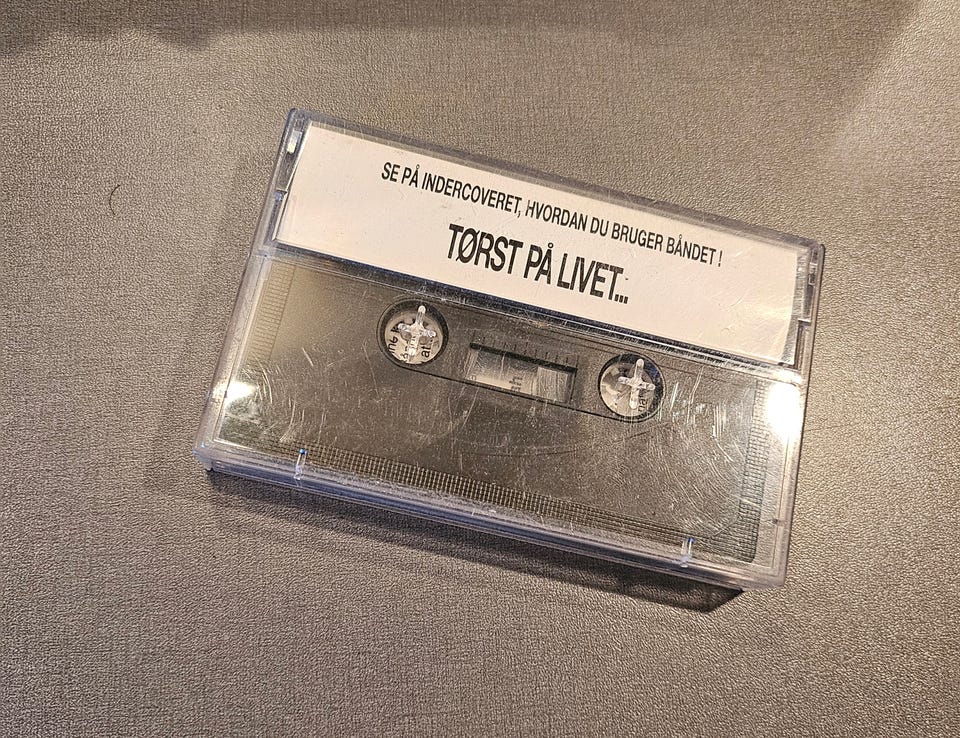 SE PÅ INDERCOVERET, HVORDAN DU BRUGER BÅNDET !
TØRST PÅ LIVET...